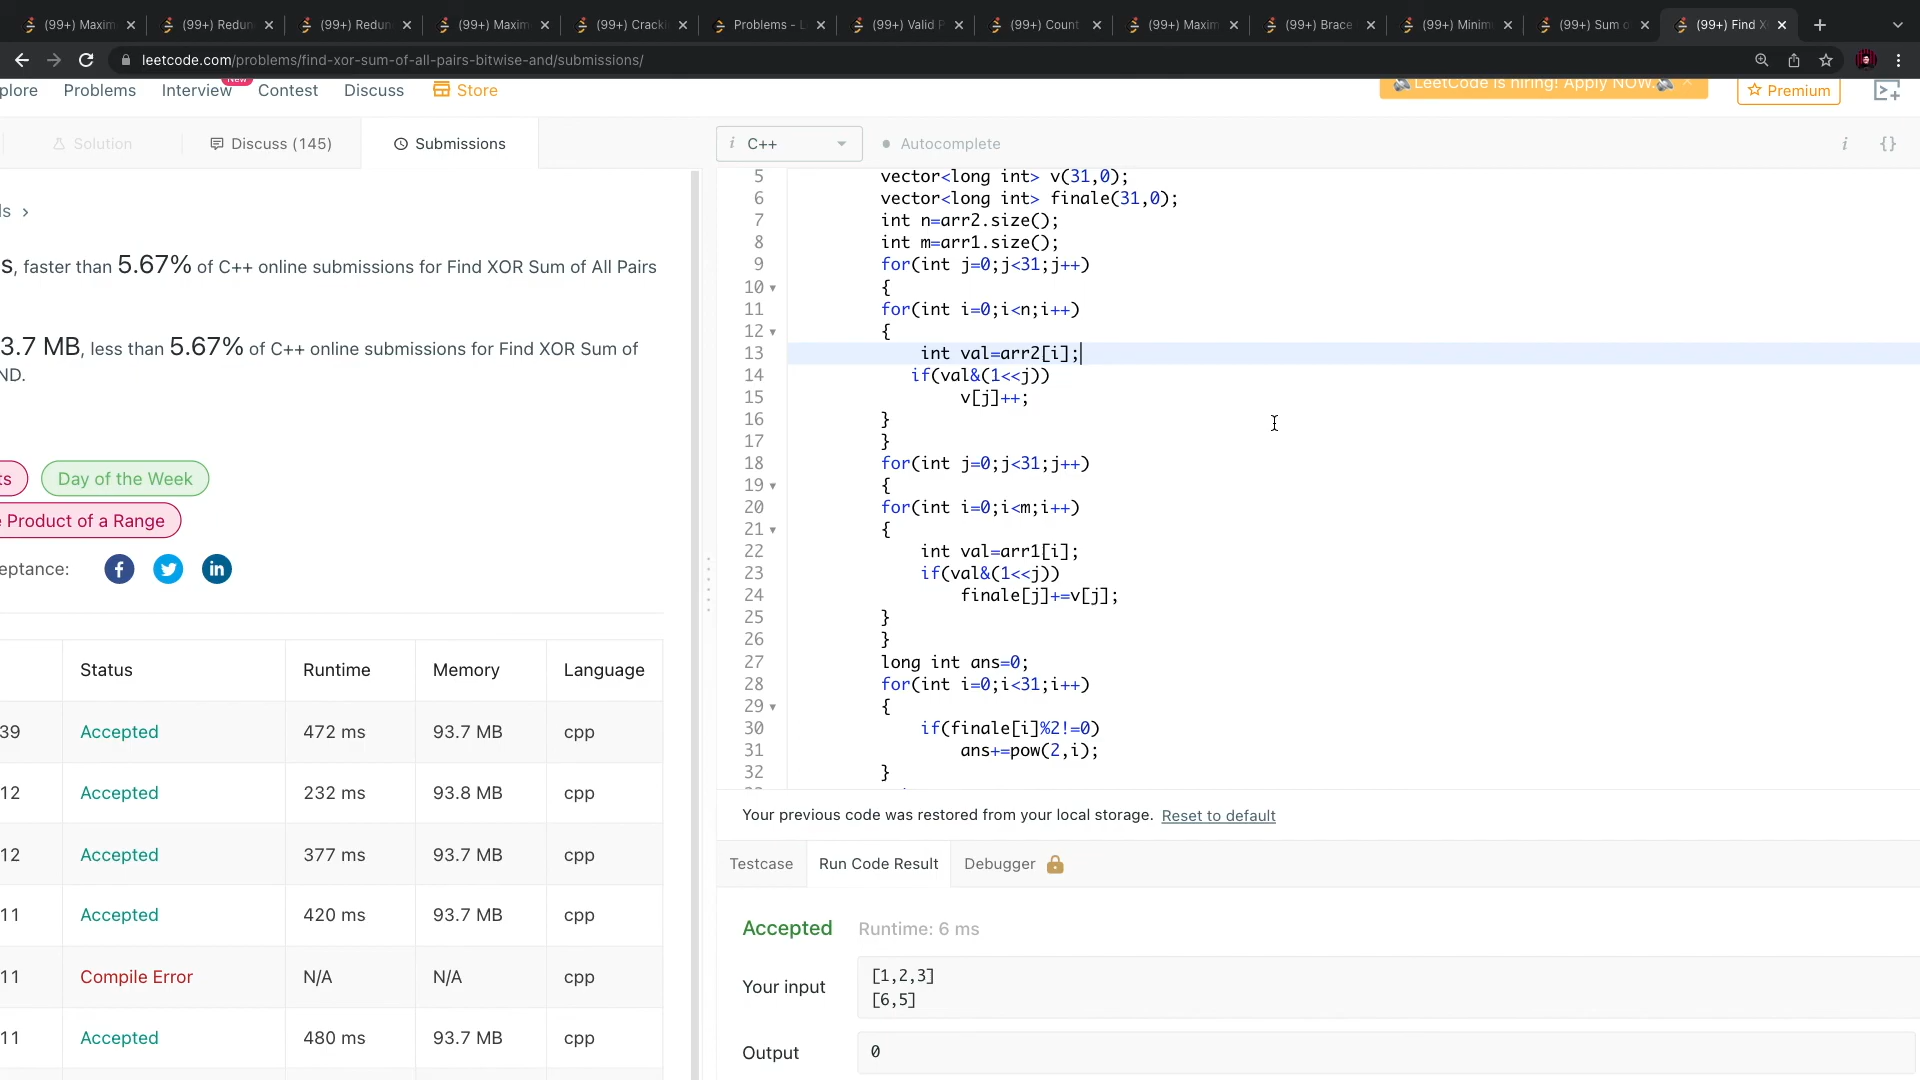 (99+) Maxim
(99+) Redun
(99+) Redun
(99+) Maxim
(99+) Cracki
Problems - L
(99+) Valid P
(99+) Count
(99+) Maxim
(99+) Brace
(99+) Minim
(99+) Sum o
(99+) Find X
leetcode.com/problems/find-xor-sum-of-all-pairs-bitwise-and/submissions/
plore Problems Interview New Contest Discuss Store
LeetCode is hiring! Apply NOW. Premium
Solution Discuss (145) Submissions
i C++ Autocomplete
ls >
s, faster than 5.67% of C++ online submissions for Find XOR Sum of All Pairs
3.7 MB, less than 5.67% of C++ online submissions for Find XOR Sum of
ND.
ts Day of the Week
e Product of a Range
eptance:
Status Runtime Memory Language
39 Accepted 472 ms 93.7 MB cpp
12 Accepted 232 ms 93.8 MB cpp
12 Accepted 377 ms 93.7 MB cpp
11 Accepted 420 ms 93.7 MB cpp
11 Compile Error N/A N/A cpp
11 Accepted 480 ms 93.7 MB cpp
5 vector<long int> v(31,0);
6 vector<long int> finale(31,0);
7 int n=arr2.size();
8 int m=arr1.size();
9 for(int j=0;j<31;j++)
10 {
11 for(int i=0;i<n;i++)
12 {
13 int val=arr2[i];
14 if(val&(1<<j))
15 v[j]++;
16 }
17 }
18 for(int j=0;j<31;j++)
19 {
20 for(int i=0;i<m;i++)
21 {
22 int val=arr1[i];
23 if(val&(1<<j))
24 finale[j]+=v[j];
25 }
26 }
27 long int ans=0;
28 for(int i=0;i<31;i++)
29 {
30 if(finale[i]%2!=0)
31 ans+=pow(2,i);
32 }
Your previous code was restored from your local storage. Reset to default
Testcase Run Code Result Debugger
Accepted Runtime: 6 ms
Your input
[1,2,3]
[6,5]
Output 0